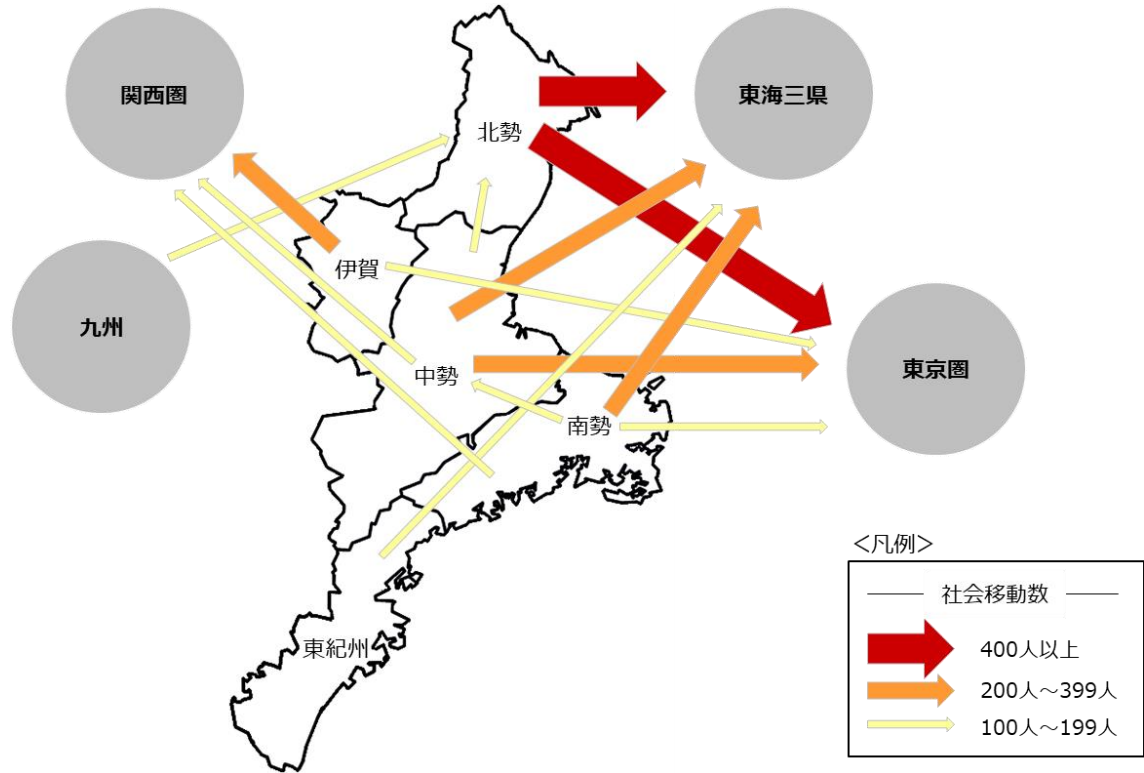 関西圏
東海三県
北勢
伊賀
九州
中勢
東京圏
南勢
東紀州
＜凡例＞
社会移動数
400人以上
200人～399人
100人～199人